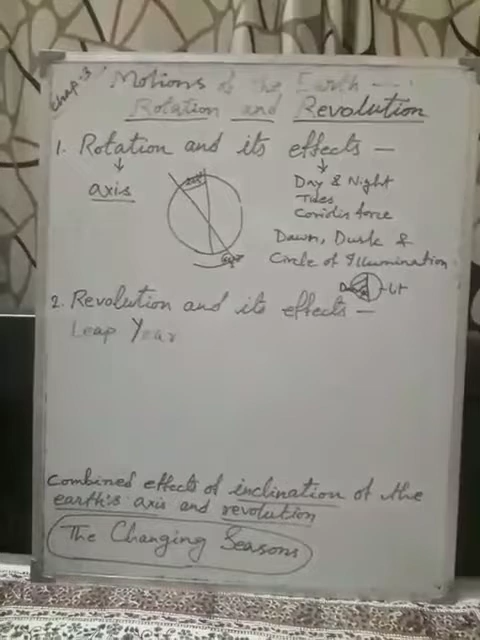 Chap. 3
Motions of the Earth —
Rotation and Revolution
1. Rotation and its effects —
axis
Day & Night
Tides
Coriolis force
Dawn, Dusk &
Circle of Illumination
2. Revolution and its effects —
Leap Year
Combined effects of inclination of the
earth's axis and revolution
The Changing Seasons